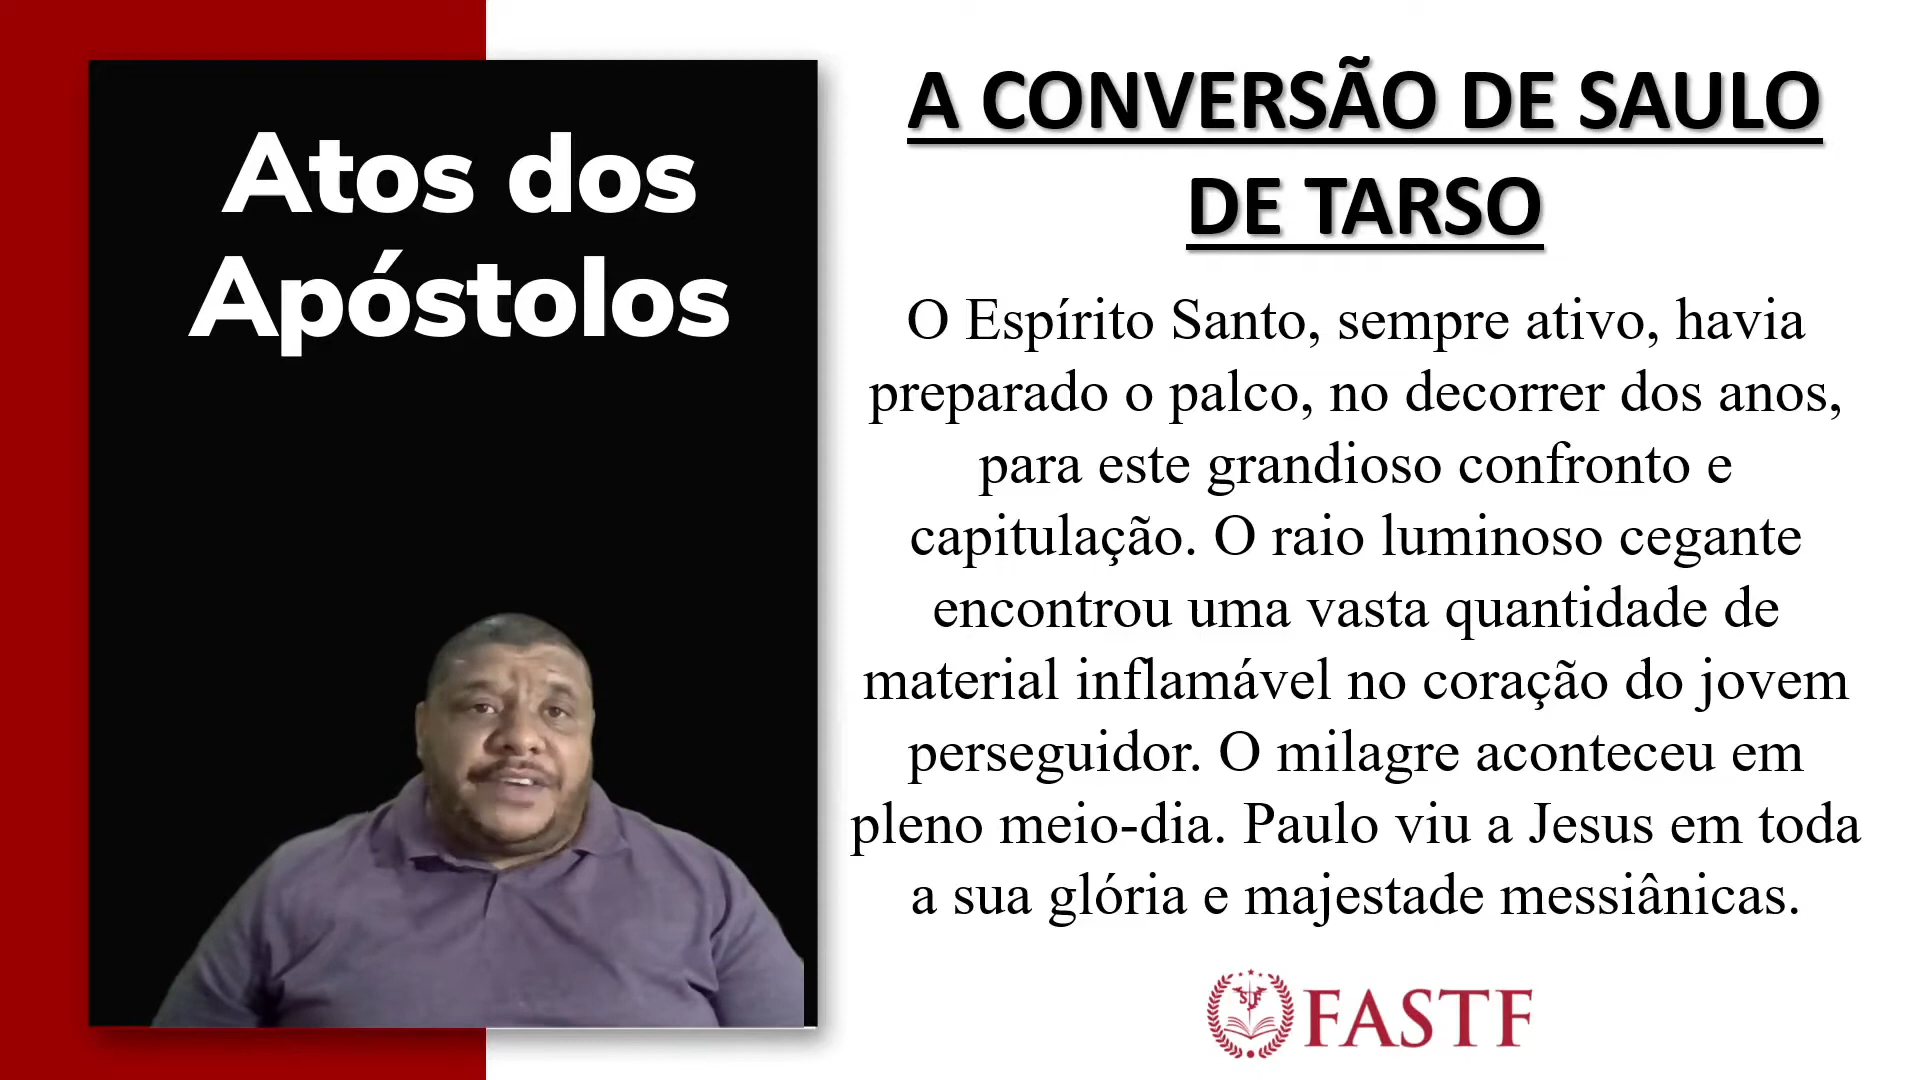 Atos dos
Apóstolos
A CONVERSÃO DE SAULO
DE TARSO
O Espírito Santo, sempre ativo, havia
preparado o palco, no decorrer dos anos,
para este grandioso confronto e
capitulação. O raio luminoso cegante
encontrou uma vasta quantidade de
material inflamável no coração do jovem
perseguidor. O milagre aconteceu em
pleno meio-dia. Paulo viu a Jesus em toda
a sua glória e majestade messiânicas.
FASTF